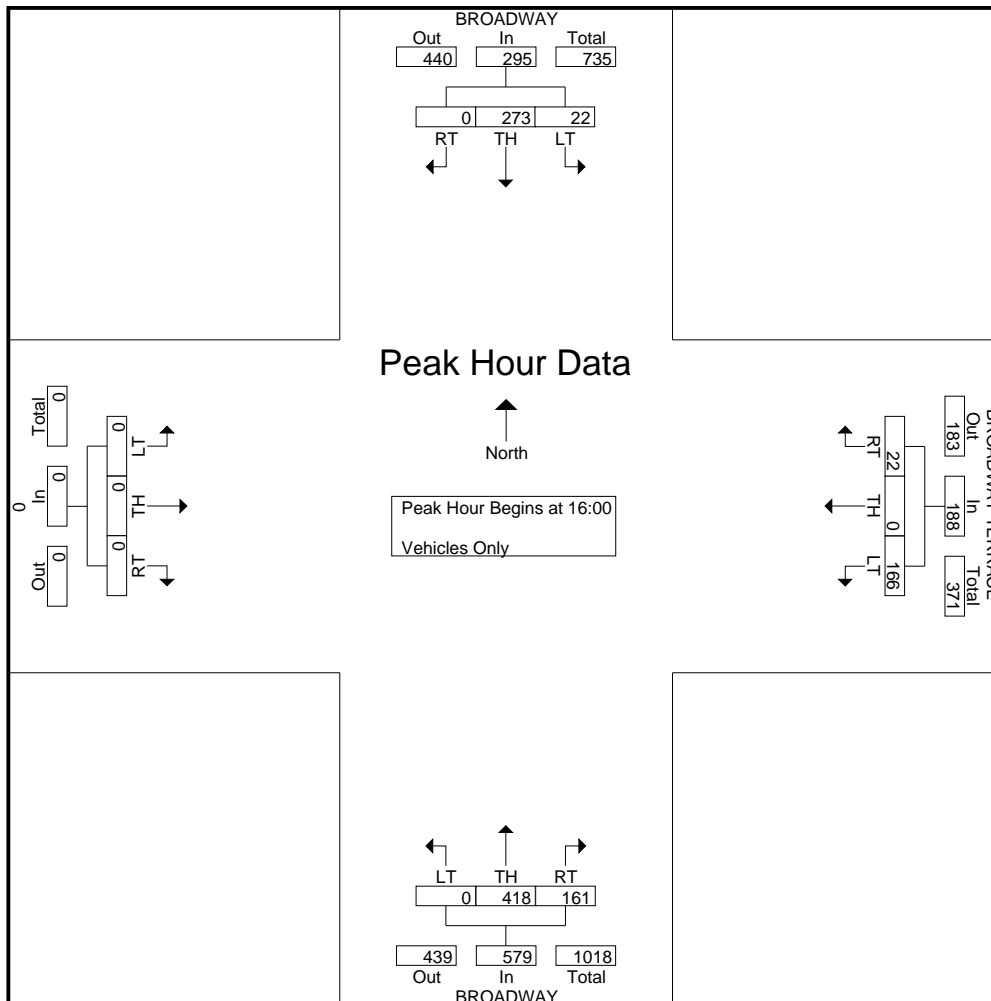 BROADWAY
Out In Total
440 295 735
0 273 22
RT TH LT
Peak Hour Data
North
Peak Hour Begins at 16:00
Vehicles Only
0
Total In Out
0 0 0
0 0 0
LT TH RT
BROADWAY TERRACE
Out In Total
183 188 371
22 0 166
RT TH LT
LT TH RT
0 418 161
439 579 1018
Out In Total
BROADWAY